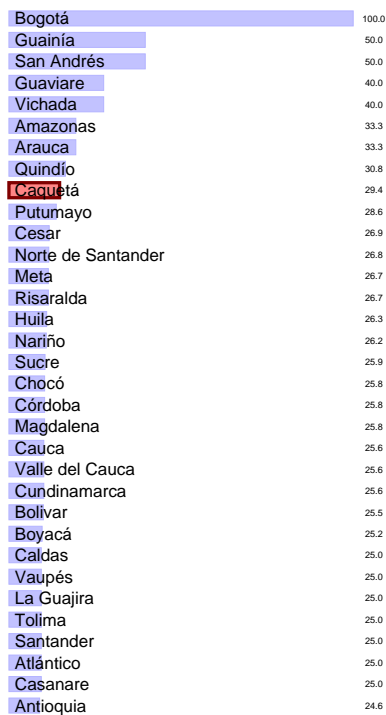 Bogotá 100.0
Guainía 50.0
San Andrés 50.0
Guaviare 40.0
Vichada 40.0
Amazonas 33.3
Arauca 33.3
Quindío 30.8
Caquetá 29.4
Putumayo 28.6
Cesar 26.9
Norte de Santander 26.8
Meta 26.7
Risaralda 26.7
Huila 26.3
Nariño 26.2
Sucre 25.9
Chocó 25.8
Córdoba 25.8
Magdalena 25.8
Cauca 25.6
Valle del Cauca 25.6
Cundinamarca 25.6
Bolivar 25.5
Boyacá 25.2
Caldas 25.0
Vaupés 25.0
La Guajira 25.0
Tolima 25.0
Santander 25.0
Atlántico 25.0
Casanare 25.0
Antioquia 24.6